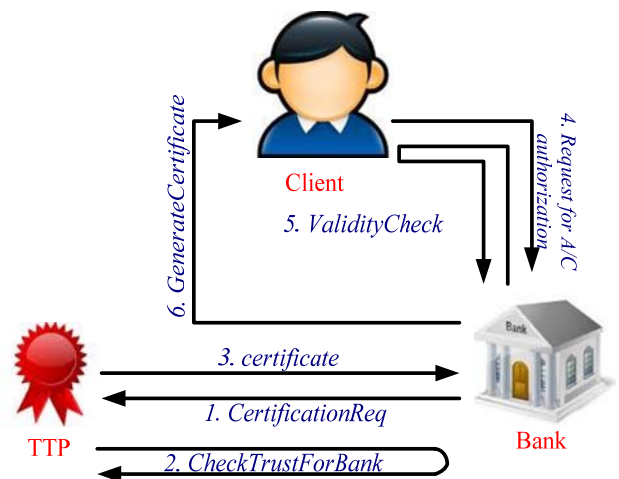 Client
4. Request for A/C
authorization
5. ValidityCheck
6. GenerateCertificate
Bank
3. certificate
1. CertificationReq
TTP
Bank
2. CheckTrustForBank